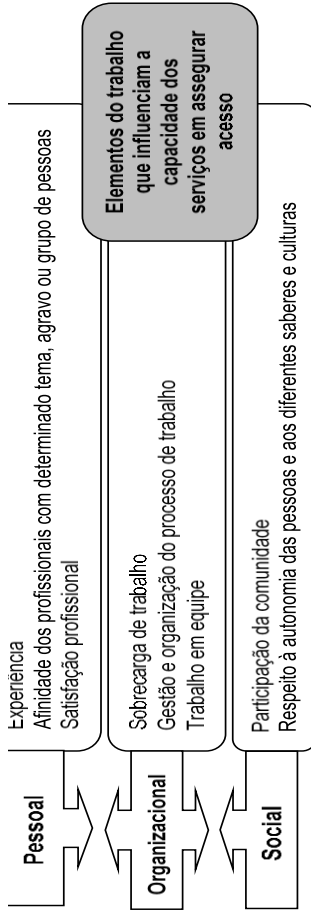 Elementos do trabalho
que influenciam a
capacidade dos
serviços em assegurar
acesso
Pessoal
Experiência
Afinidade dos profissionais com determinado tema, agravo ou grupo de pessoas
Satisfação profissional
Organizacional
Sobrecarga de trabalho
Gestão e organização do processo de trabalho
Trabalho em equipe
Social
Participação da comunidade
Respeito à autonomia das pessoas e aos diferentes saberes e culturas